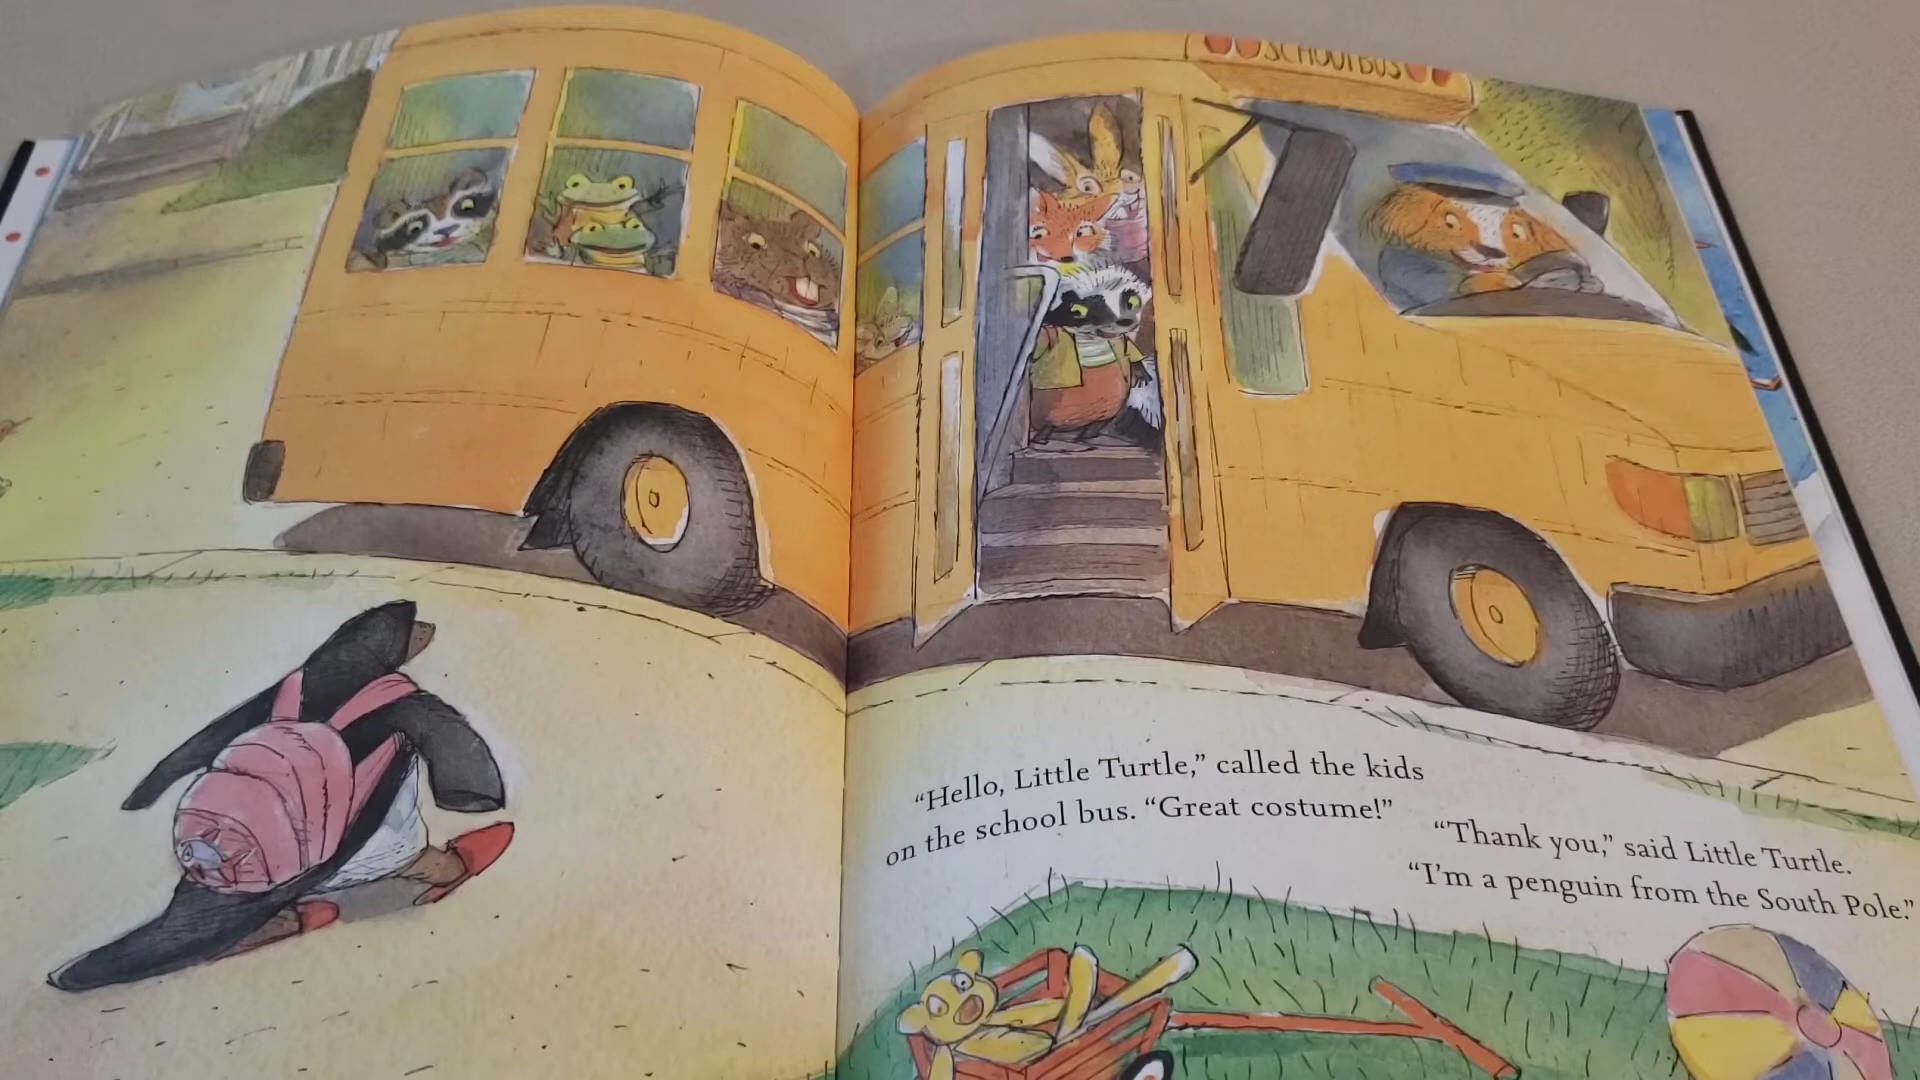 SCHOOL BUS
“Hello, Little Turtle,” called the kids
on the school bus. “Great costume!”
“Thank you,” said Little Turtle.
“I’m a penguin from the South Pole.”